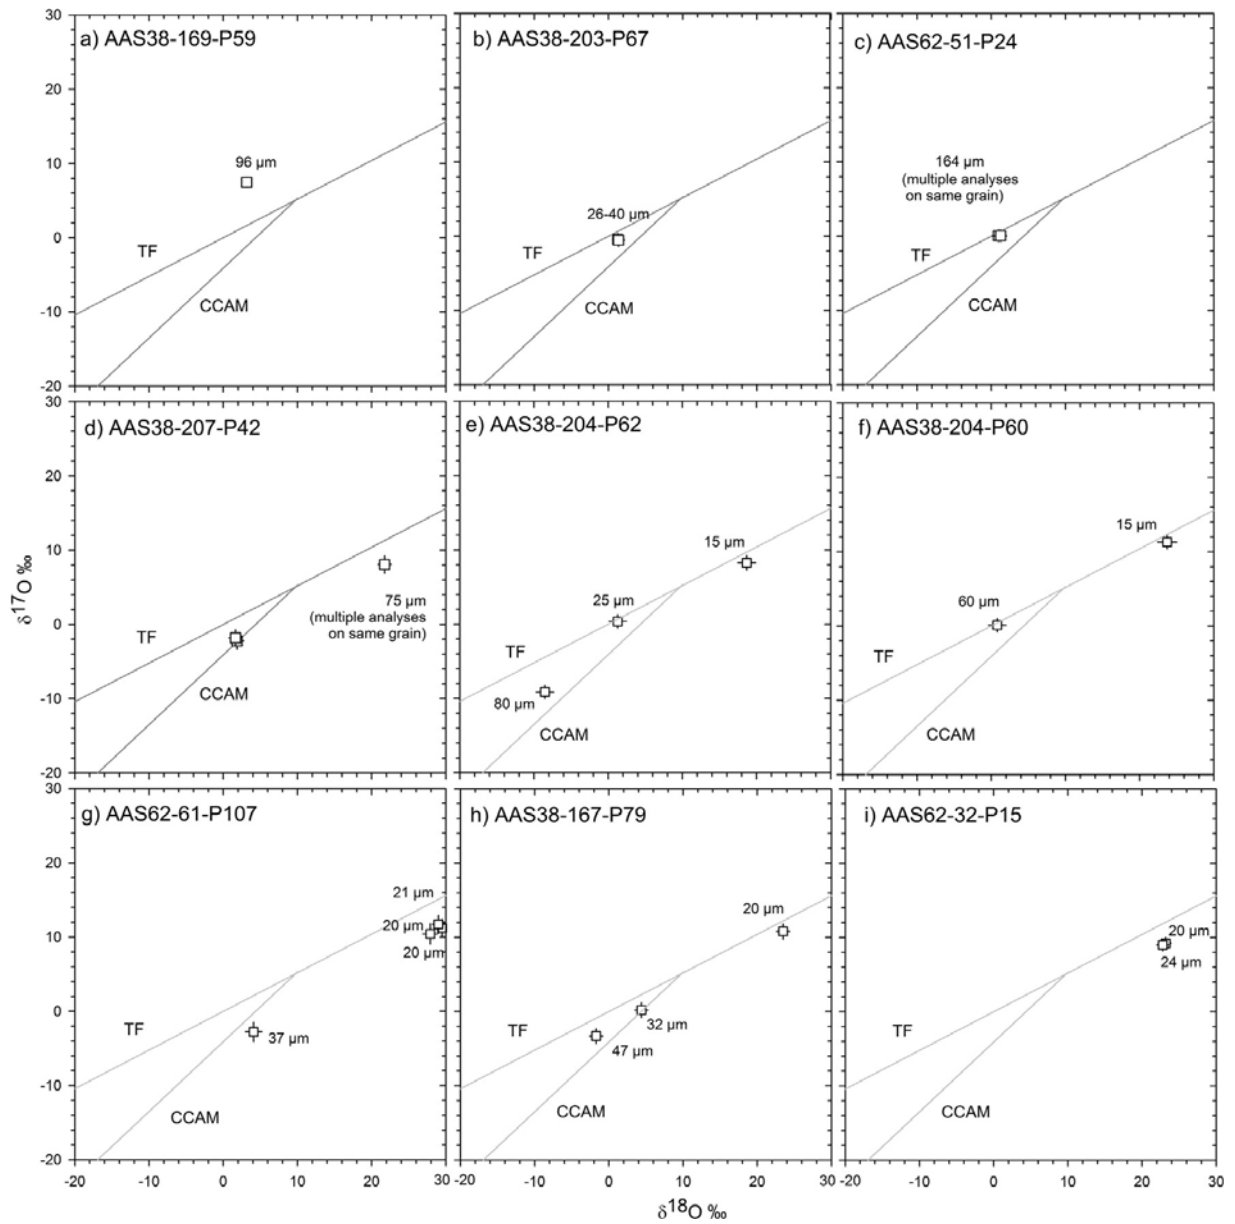 a) AAS38-169-P59
b) AAS38-203-P67
c) AAS62-51-P24
30
20
10
0
-10
-20
96 µm
TF
CCAM
26-40 µm
TF
CCAM
164 µm
(multiple analyses
on same grain)
TF
CCAM
d) AAS38-207-P42
e) AAS38-204-P62
f) AAS38-204-P60
30
20
10
0
-10
-20
δ17O ‰
75 µm
(multiple analyses
on same grain)
TF
CCAM
15 µm
25 µm
TF
80 µm
CCAM
15 µm
60 µm
TF
CCAM
g) AAS62-61-P107
h) AAS38-167-P79
i) AAS62-32-P15
30
20
10
0
-10
-20
21 µm
20 µm
20 µm
TF
37 µm
CCAM
20 µm
TF
32 µm
47 µm
CCAM
20 µm
24 µm
TF
CCAM
-20 -10 0 10 20 30
-20 -10 0 10 20 30
-20 -10 0 10 20 30
δ18O ‰